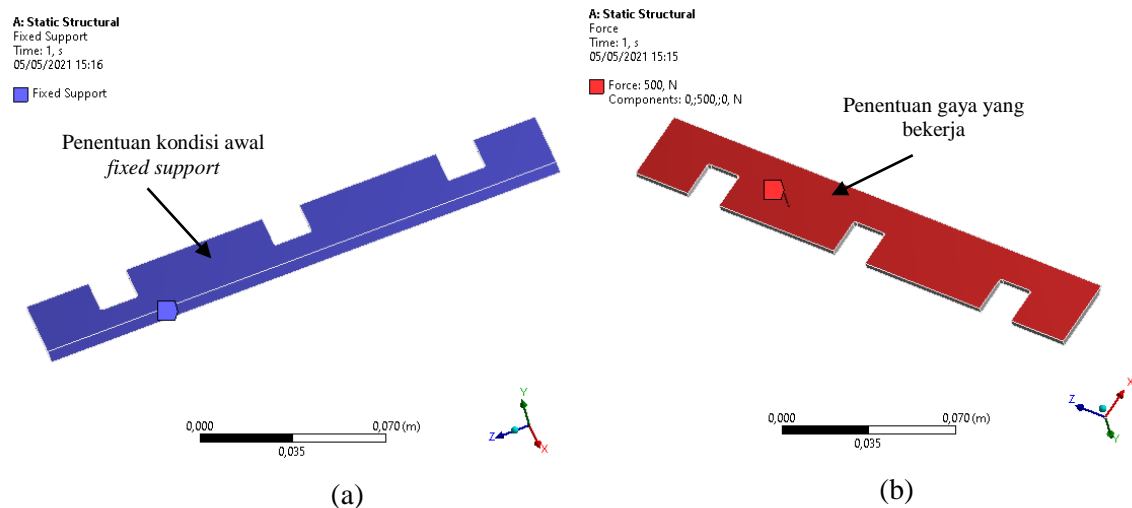 A: Static Structural
Fixed Support
Time: 1, s
05/05/2021 15:16
Fixed Support
Penentuan kondisi awal
fixed support
0,000
0,070 (m)
0,035
Y
Z
X
(a)
A: Static Structural
Force
Time: 1, s
05/05/2021 15:15
Force: 500, N
Components: 0,;500,;0, N
Penentuan gaya yang
bekerja
0,000
0,070 (m)
0,035
X
Z
Y
(b)